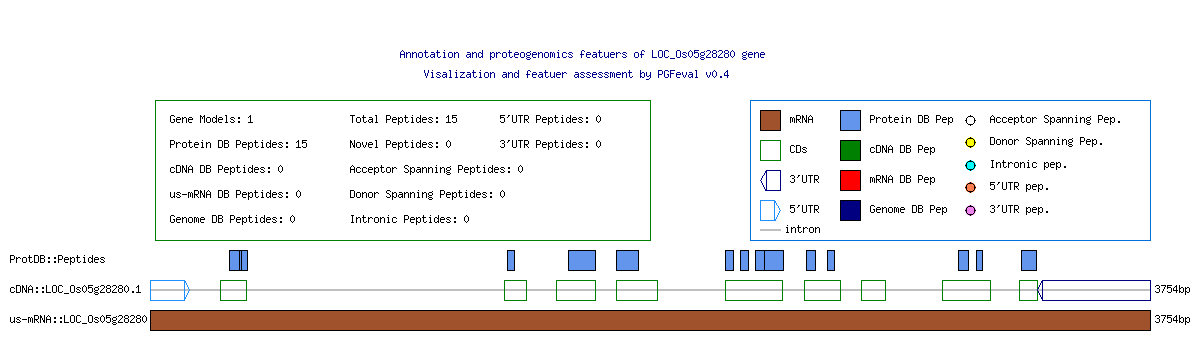 Annotation and proteogenomics featuers of LOC_Os05g28280 gene
Visalization and featuer assessment by PGFeval v0.4
Gene Models: 1 Total Peptides: 15 5'UTR Peptides: 0
Protein DB Peptides: 15 Novel Peptides: 0 3'UTR Peptides: 0
cDNA DB Peptides: 0 Acceptor Spanning Peptides: 0
us-mRNA DB Peptides: 0 Donor Spanning Peptides: 0
Genome DB Peptides: 0 Intronic Peptides: 0
mRNA Protein DB Pep Acceptor Spanning Pep.
CDs cDNA DB Pep Donor Spanning Pep.
3'UTR mRNA DB Pep Intronic pep.
5'UTR Genome DB Pep 5'UTR pep.
intron 3'UTR pep.
ProtDB::Peptides
cDNA::LOC_Os05g28280.1 3754bp
us-mRNA::LOC_Os05g28280 3754bp